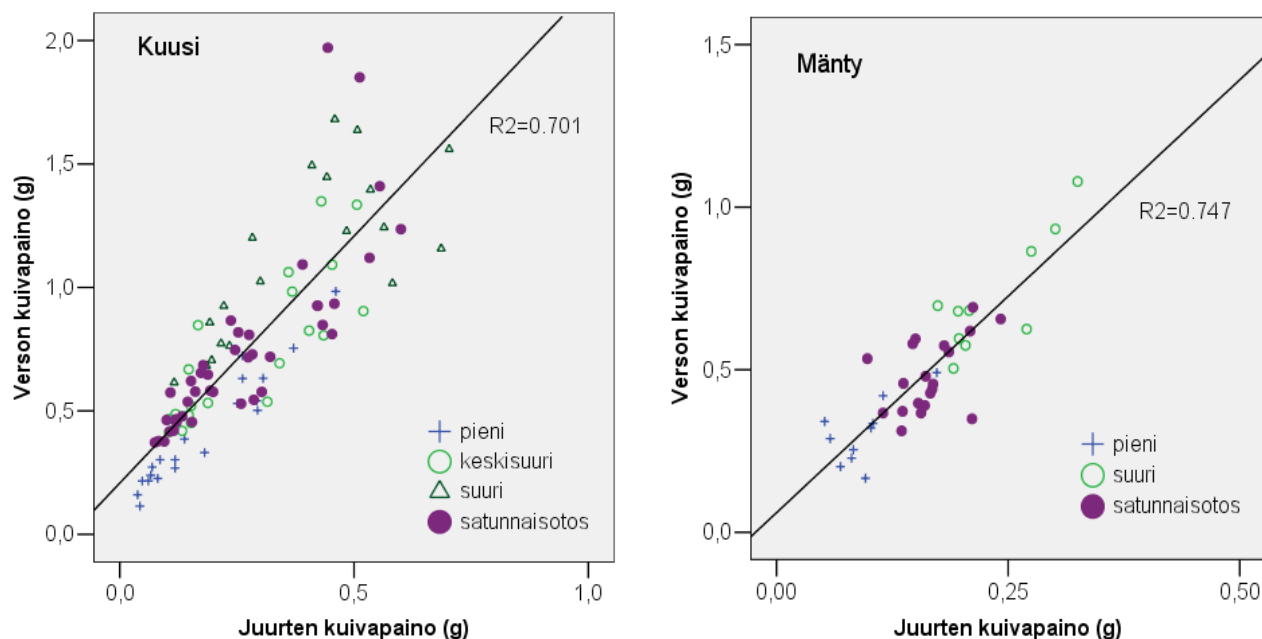 Kuusi
R2=0.701
Verson kuivapaino (g)
2,0
1,5
1,0
0,5
0,0
pieni
keskisuuri
suuri
satunnaisotos
0,0
0,5
1,0
Juurten kuivapaino (g)
Mänty
R2=0.747
Verson kuivapaino (g)
1,5
1,0
0,5
0,0
pieni
suuri
satunnaisotos
0,00
0,25
0,50
Juurten kuivapaino (g)